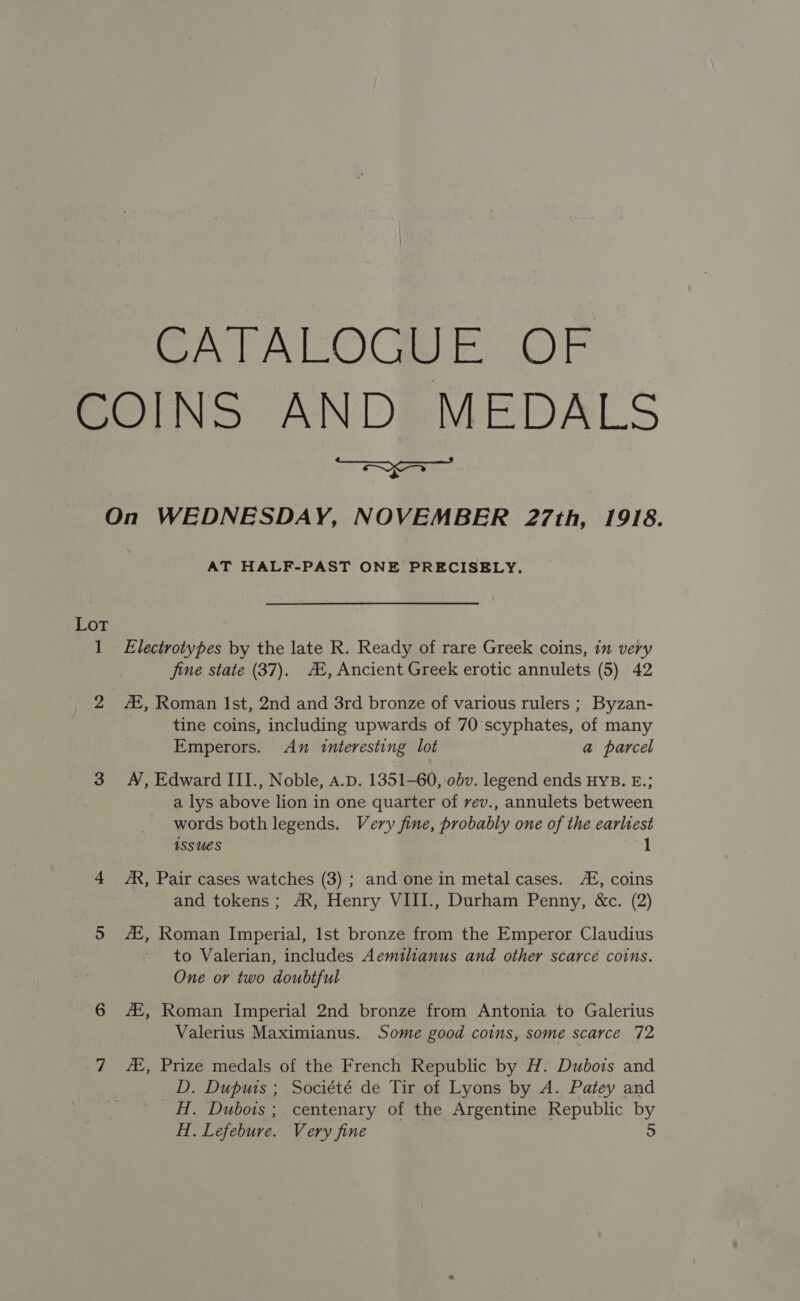 CATALOGUE OF
COINS AND MEDALS
On WEDNESDAY, NOVEMBER 27th, 1918.
AT HALF-PAST ONE PRECISELY.
LOT
1 Electrotypes by the late R. Ready of rare Greek coins, in very
fine state (37). Æ, Ancient Greek erotic annulets (5) 42
2 Æ, Roman 1st, 2nd and 3rd bronze of various rulers ; Byzan-
tine coins, including upwards of 70 scyphates, of many
Emperors. An interesting lot a parcel
3 N, Edward III., Noble, A.D. 1351–60, obv. legend ends HYB. E.;
a lys above lion in one quarter of rev., annulets between
words both legends. Very fine, probably one of the earliest
issues 1
4 ÆR, Pair cases watches (3) ; and one in metal cases. Æ, coins
and tokens ; ÆR, Henry VIII., Durham Penny, &c. (2)
5 Æ, Roman Imperial, 1st bronze from the Emperor Claudius
to Valerian, includes Aemilianus and other scarce coins.
One or two doubtful
6 Æ, Roman Imperial 2nd bronze from Antonia to Galerius
Valerius Maximianus. Some good coins, some scarce 72
7 Æ, Prize medals of the French Republic by H. Dubois and
D. Dupuis ; Société de Tir of Lyons by A. Patey and
H. Dubois ; centenary of the Argentine Republic by
H. Lefebure. Very fine 5